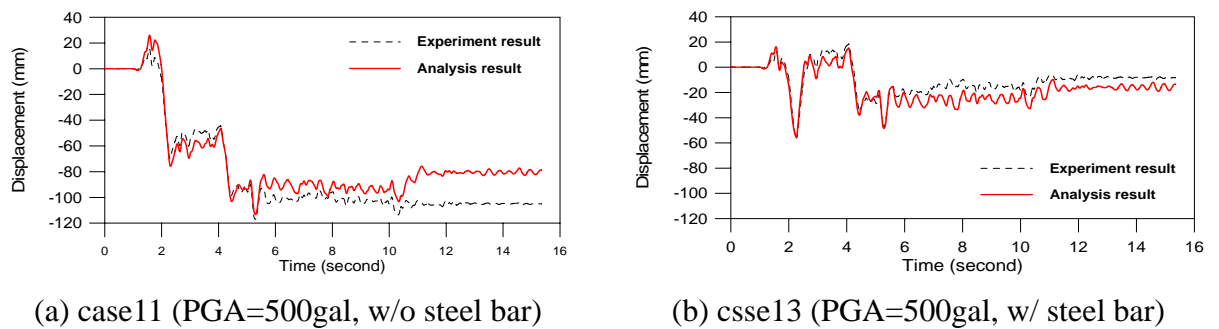 40
20
0
-20
-40
-60
-80
-100
-120
Displacement (mm)
Experiment result
Analysis result
0 2 4 6 8 10 12 14 16
Time (second)
(a) case11 (PGA=500gal, w/o steel bar)
40
20
0
-20
-40
-60
-80
-100
-120
Displacement (mm)
Experiment result
Analysis result
0 2 4 6 8 10 12 14 16
Time (second)
(b) csse13 (PGA=500gal, w/ steel bar)